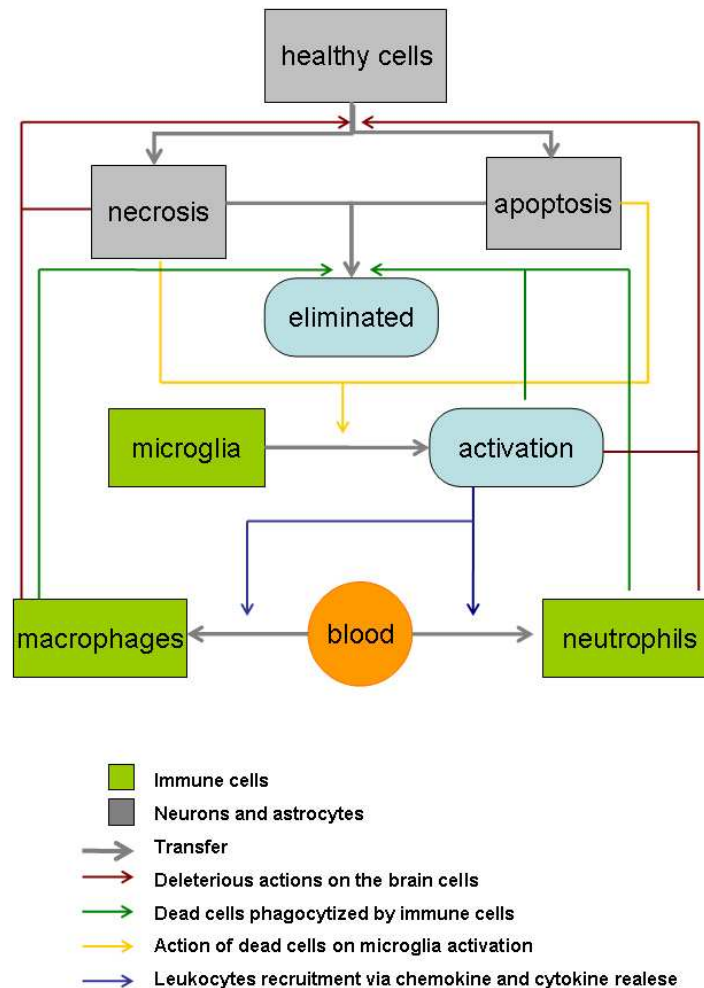 healthy cells
necrosis
apoptosis
eliminated
microglia
activation
macrophages
blood
neutrophils
Immune cells
Neurons and astrocytes
Transfer
Deleterious actions on the brain cells
Dead cells phagocytized by immune cells
Action of dead cells on microglia activation
Leukocytes recruitment via chemokine and cytokine realese